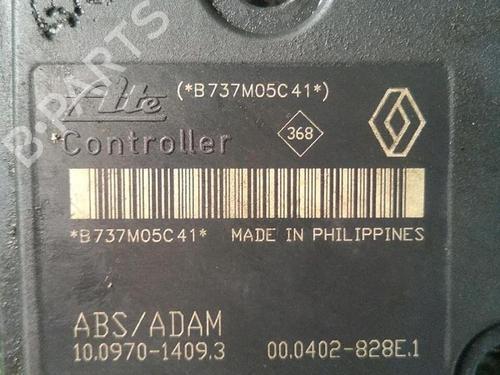 B-PARTS
Ate (*B737M05C41*)
Controller 368
*B737M05C41* MADE IN PHILIPPINES
ABS/ADAM
10.0970-1409.3 00.0402-828E.1